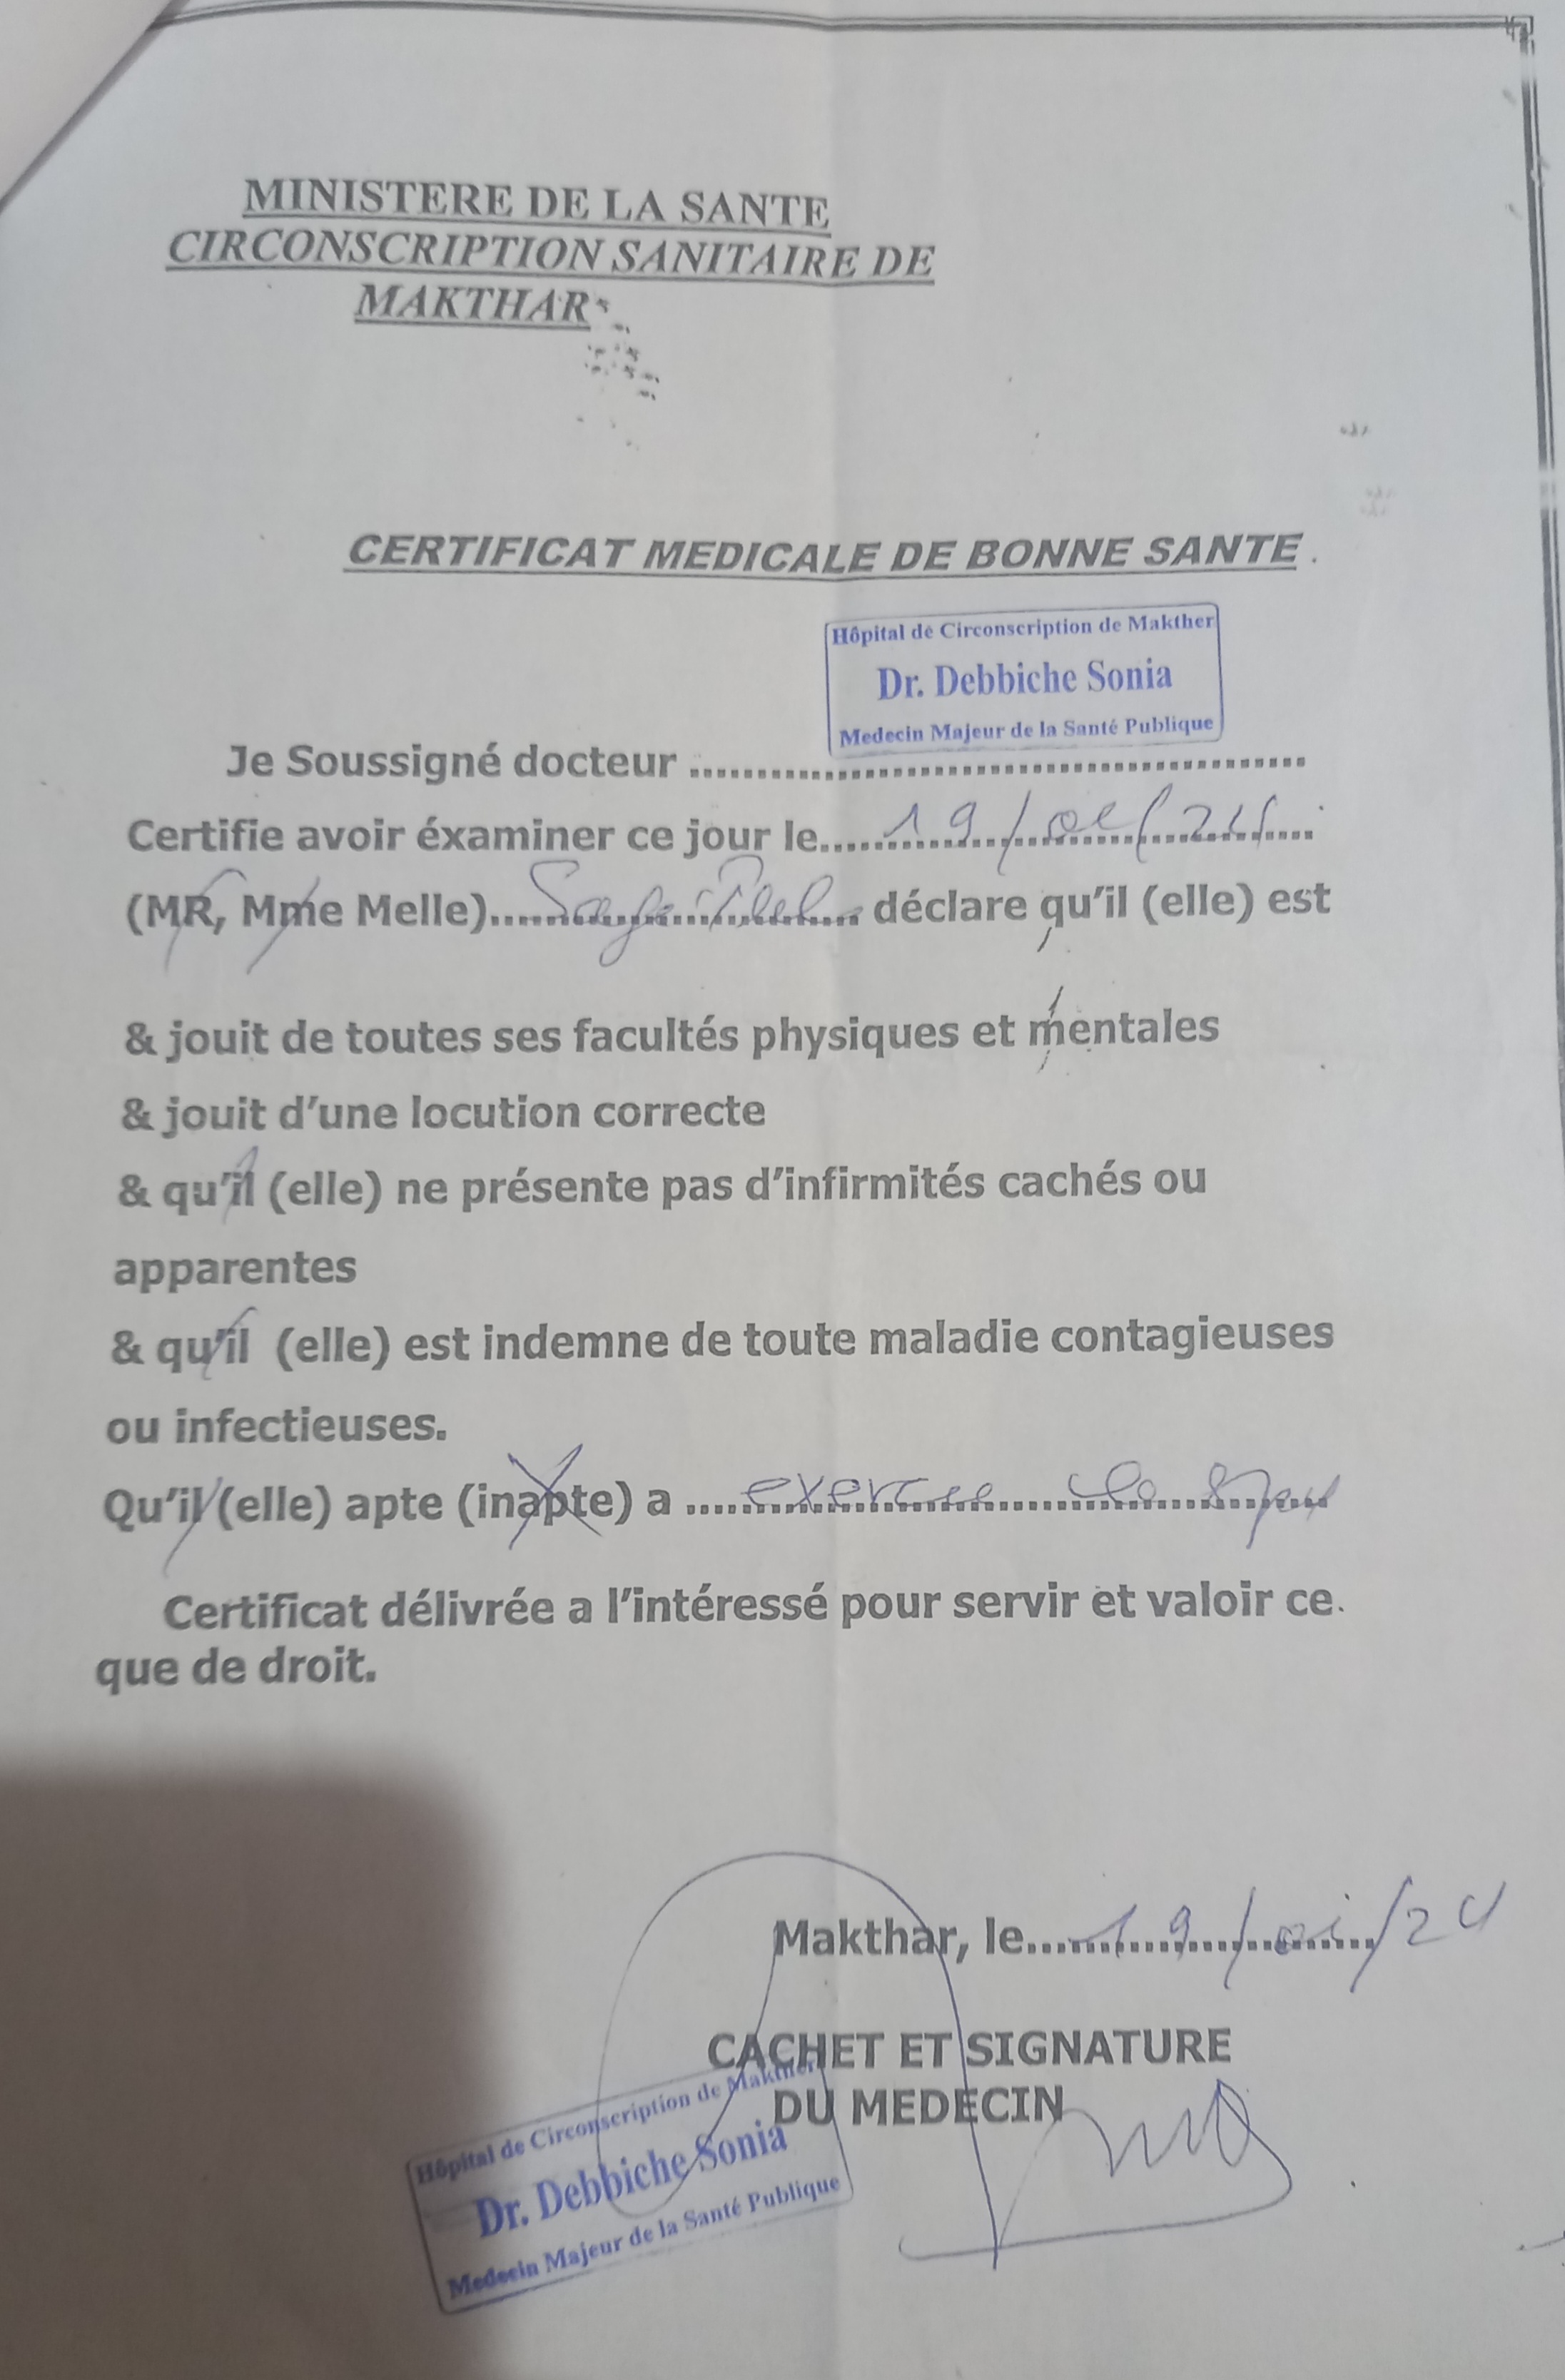 MINISTERE DE LA SANTE
CIRCONSCRIPTION SANITAIRE DE
MAKTHAR
CERTIFICAT MEDICALE DE BONNE SANTE.
Hôpital de Circonscription de Makther
Dr. Debbiche Sonia
Medecin Majeur de la Santé Publique
Je Soussigné docteur ..........
Certifie avoir éxaminer ce jour le.....19/
(MR, Mme Melle).......... déclare qu'il (elle) est
& jouit de toutes ses facultés physiques et mentales
& jouit d'une locution correcte
& qu'il (elle) ne présente pas d'infirmités cachés ou
apparentes
& qu'il (elle) est indemne de toute maladie contagieuses
ou infectieuses.
Qu'il (elle) apte (inapte) a .....exercer
Certificat délivrée a l'intéressé pour servir et valoir ce
que de droit.
Makthar, le.....19/
CACHET ET SIGNATURE
DU MEDECIN
Hôpital de Circonscription de Makther
Dr. Debbiche Sonia
Medecin Majeur de la Santé Publique